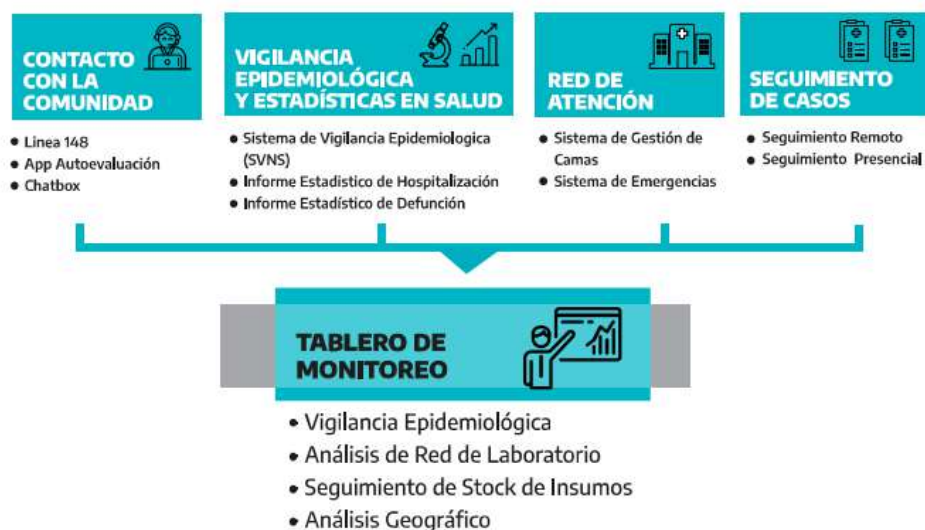 CONTACTO
CON LA
COMUNIDAD
• Linea 148
• App Autoevaluación
• Chatbox
VIGILANCIA
EPIDEMIOLÓGICA
Y ESTADÍSTICAS EN SALUD
• Sistema de Vigilancia Epidemiologica
(SVNS)
• Informe Estadistico de Hospitalización
• Informe Estadístico de Defunción
RED DE
ATENCIÓN
• Sistema de Gestión de
Camas
• Sistema de Emergencias
SEGUIMIENTO
DE CASOS
• Seguimiento Remoto
• Seguimiento Presencial
TABLERO DE
MONITOREO
• Vigilancia Epidemiológica
• Análisis de Red de Laboratorio
• Seguimiento de Stock de Insumos
• Análisis Geográfico